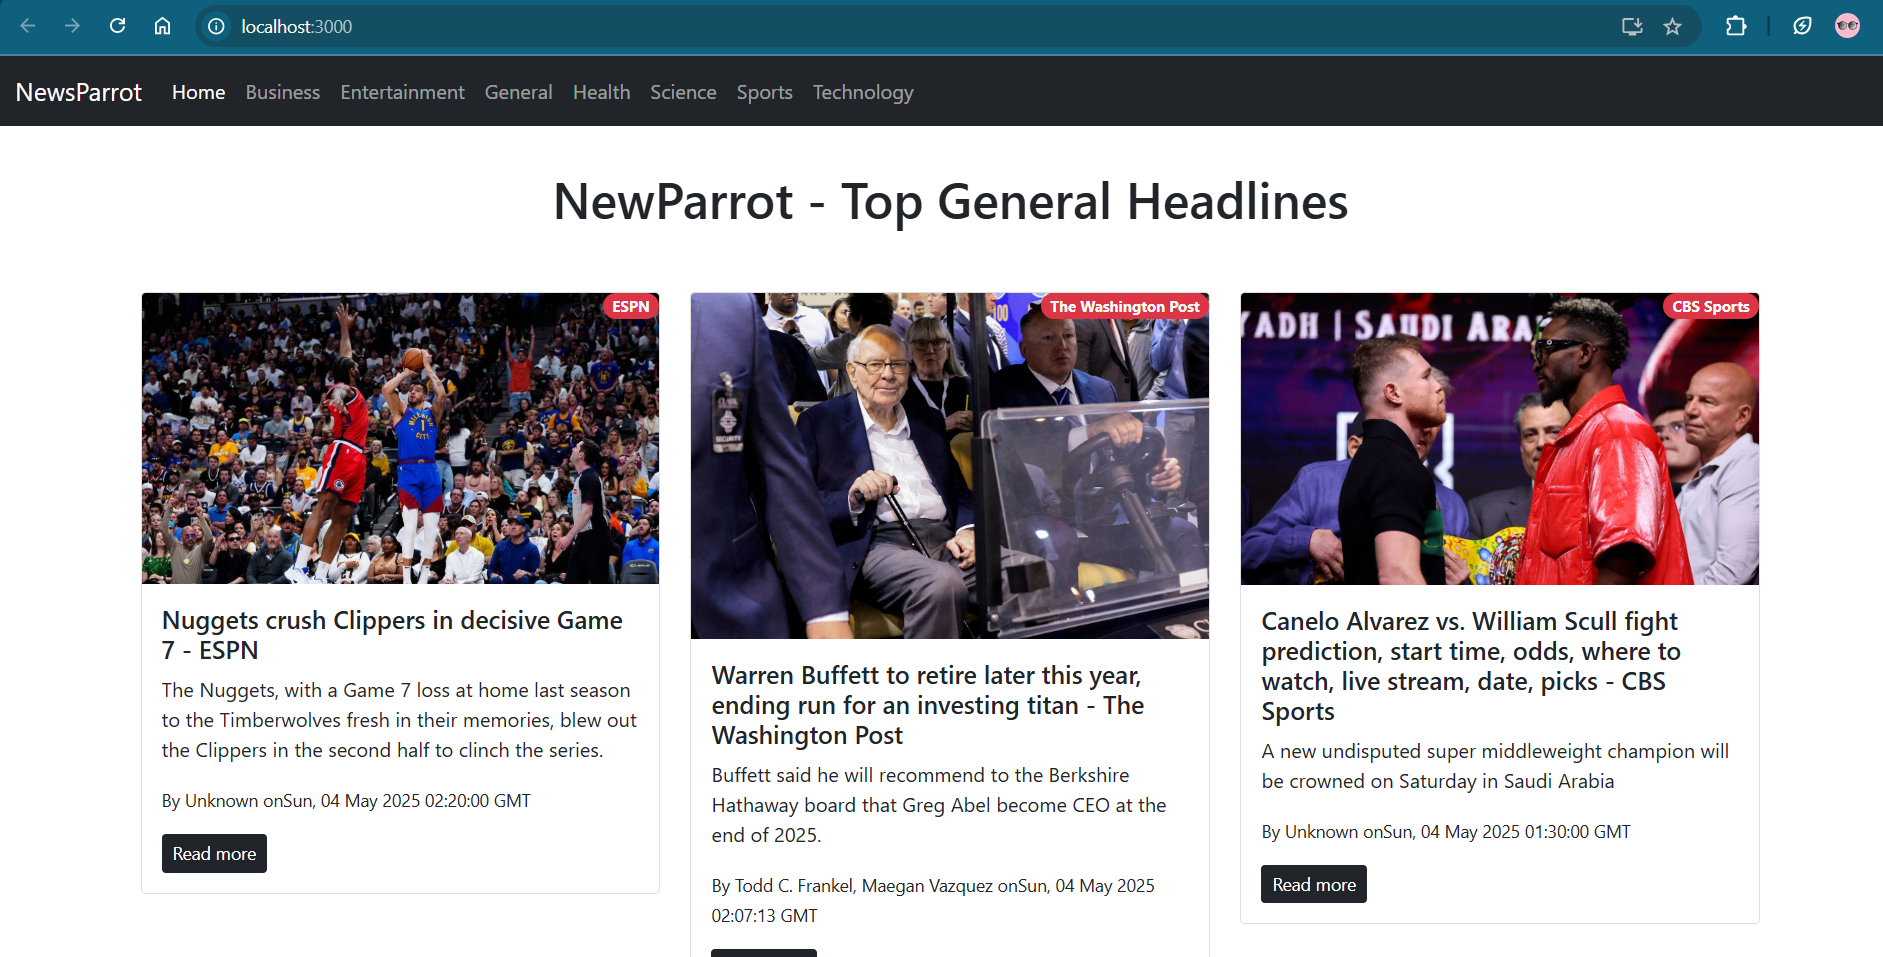 localhost:3000
NewsParrot Home Business Entertainment General Health Science Sports Technology
NewParrot - Top General Headlines
ESPN
Nuggets crush Clippers in decisive Game
7 - ESPN
The Nuggets, with a Game 7 loss at home last season
to the Timberwolves fresh in their memories, blew out
the Clippers in the second half to clinch the series.
By Unknown onSun, 04 May 2025 02:20:00 GMT
Read more
The Washington Post
100
SECURITY
Warren Buffett to retire later this year,
ending run for an investing titan - The
Washington Post
Buffett said he will recommend to the Berkshire
Hathaway board that Greg Abel become CEO at the
end of 2025.
By Todd C. Frankel, Maegan Vazquez onSun, 04 May 2025
02:07:13 GMT
CBS Sports
YADH | SAUDI ARA
Canelo Alvarez vs. William Scull fight
prediction, start time, odds, where to
watch, live stream, date, picks - CBS
Sports
A new undisputed super middleweight champion will
be crowned on Saturday in Saudi Arabia
By Unknown onSun, 04 May 2025 01:30:00 GMT
Read more